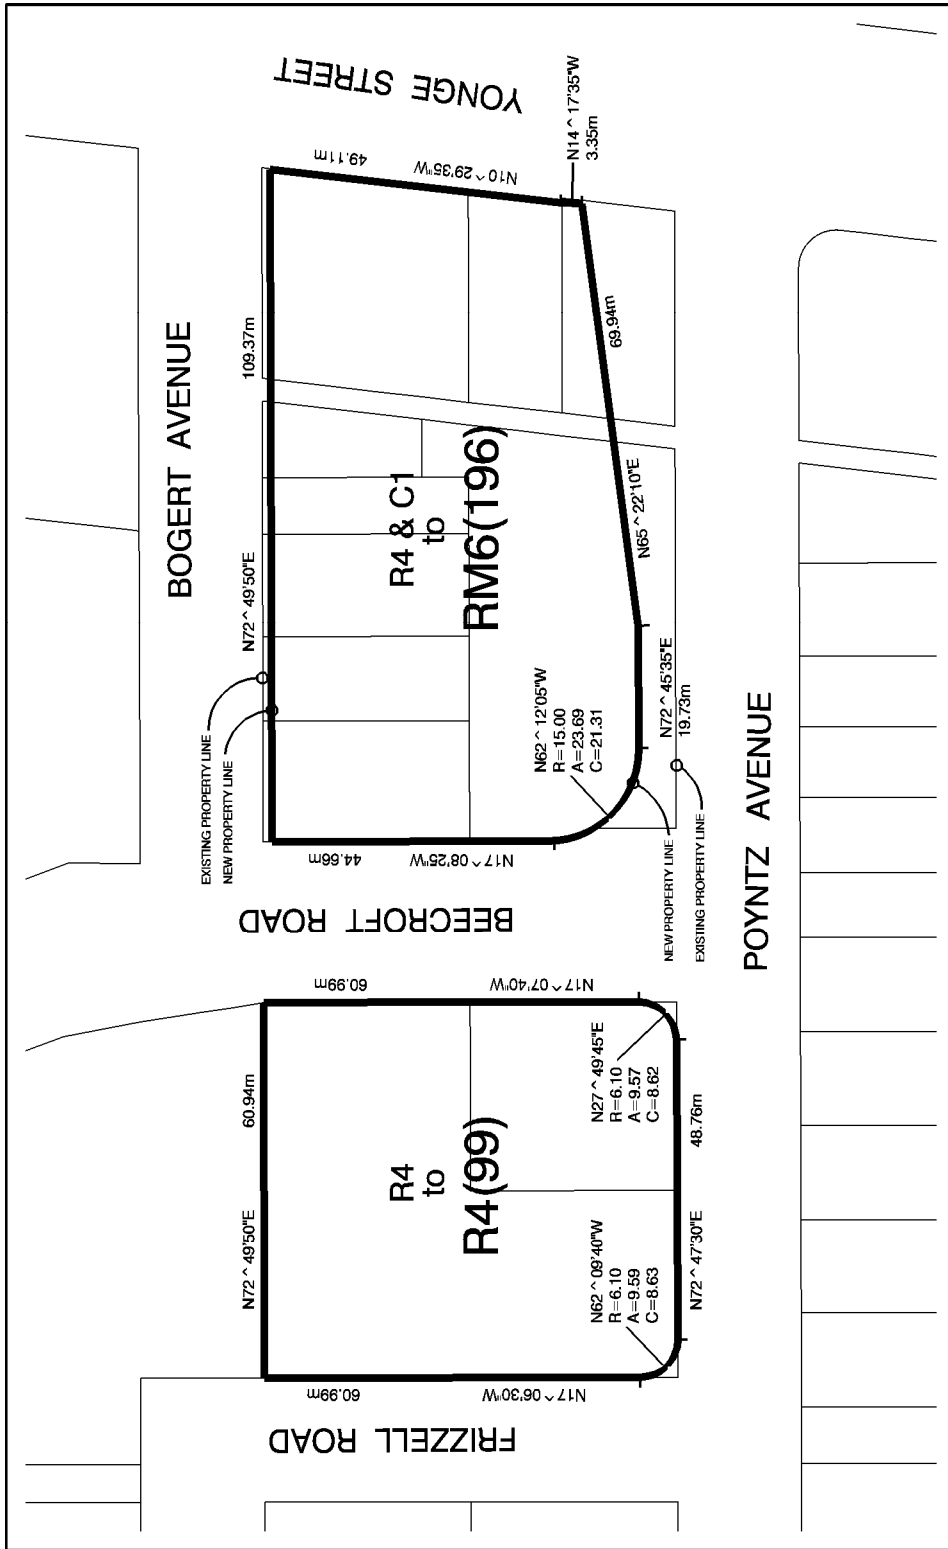 YONGE STREET
49.11m
N10^29'35"W
N14^17'35"W
3.35m
BOGERT AVENUE
109.37m
N72^49'50"E
69.94m
N65^22'10"E
R4 & C1
to
RM6(196)
EXISTING PROPERTY LINE
NEW PROPERTY LINE
N62^12'05"W
R=15.00
A=23.69
C=21.31
N72^45'35"E
19.73m
44.66m
N17^08'25"W
NEW PROPERTY LINE
EXISTING PROPERTY LINE
BEECROFT ROAD
POYNTZ AVENUE
60.99m
N17^07'40"W
60.94m
N72^49'50"E
N27^49'45"E
R=6.10
A=9.57
C=8.62
R4
to
R4(99)
48.76m
N72^47'30"E
N62^09'40"W
R=6.10
A=9.59
C=8.63
60.99m
N17^06'30"W
FRIZZELL ROAD